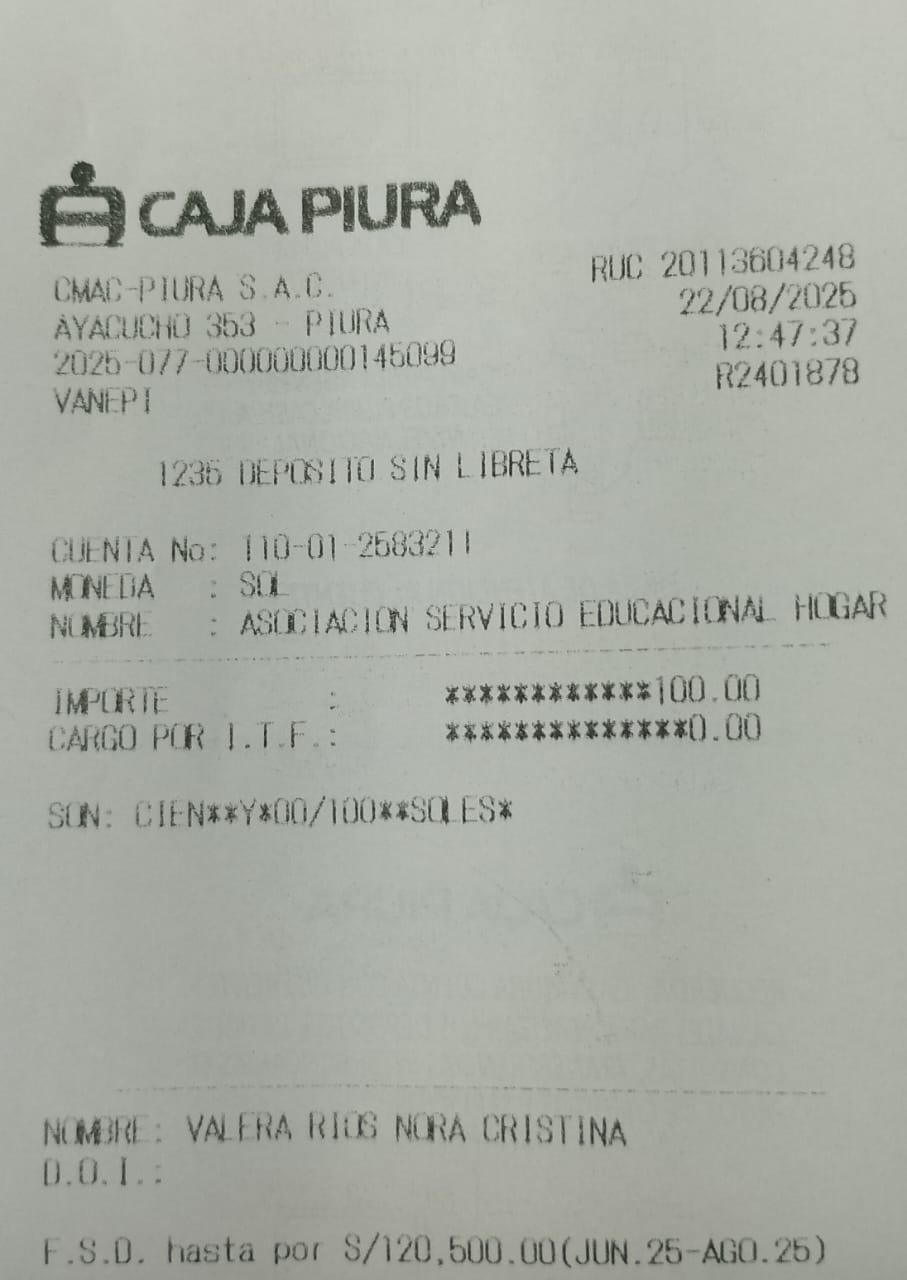 CAJA PIURA
CMAC-PIURA S.A.C.
RUC 20113604248
AYACUCHO 353 - PIURA
22/08/2025
2025-077-000000000145099
12:47:37
VANEPI
R2401878
1235 DEPOSITO SIN LIBRETA
CUENTA No: 110-01-2583211
MONEDA : SOL
NOMBRE : ASOCIACION SERVICIO EDUCACIONAL HOGAR
IMPORTE : ************100.00
CARGO POR I.T.F.: **************0.00
SON: CIEN**Y*00/100**SOLES*
NOMBRE: VALERA RIOS NORA CRISTINA
D.O.I.:
F.S.D. hasta por S/120,500.00(JUN.25-AGO.25)